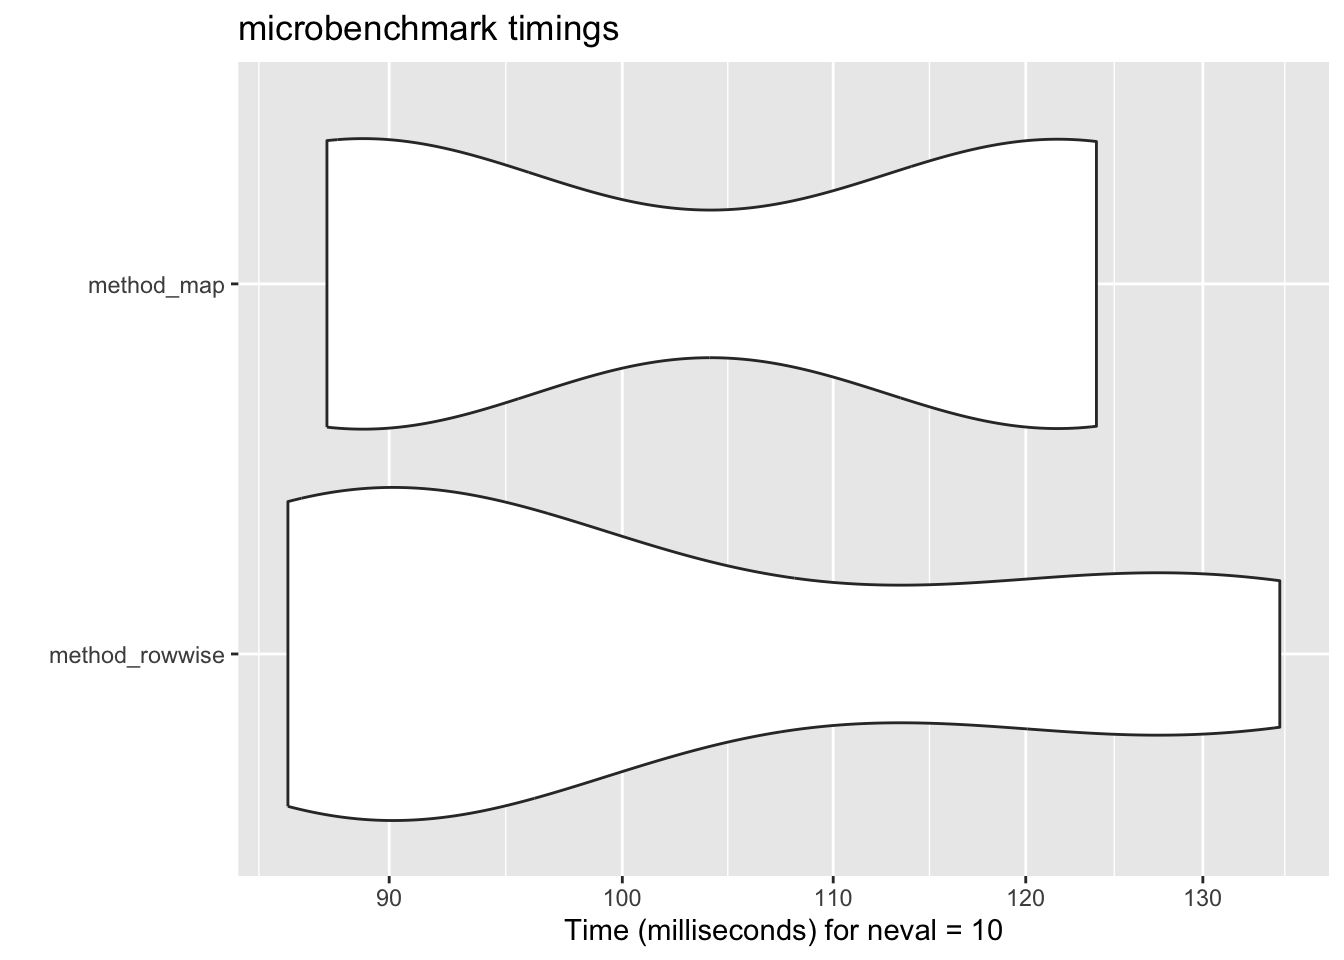 microbenchmark timings
method_map
method_rowwise
90 100 110 120 130
Time (milliseconds) for neval = 10